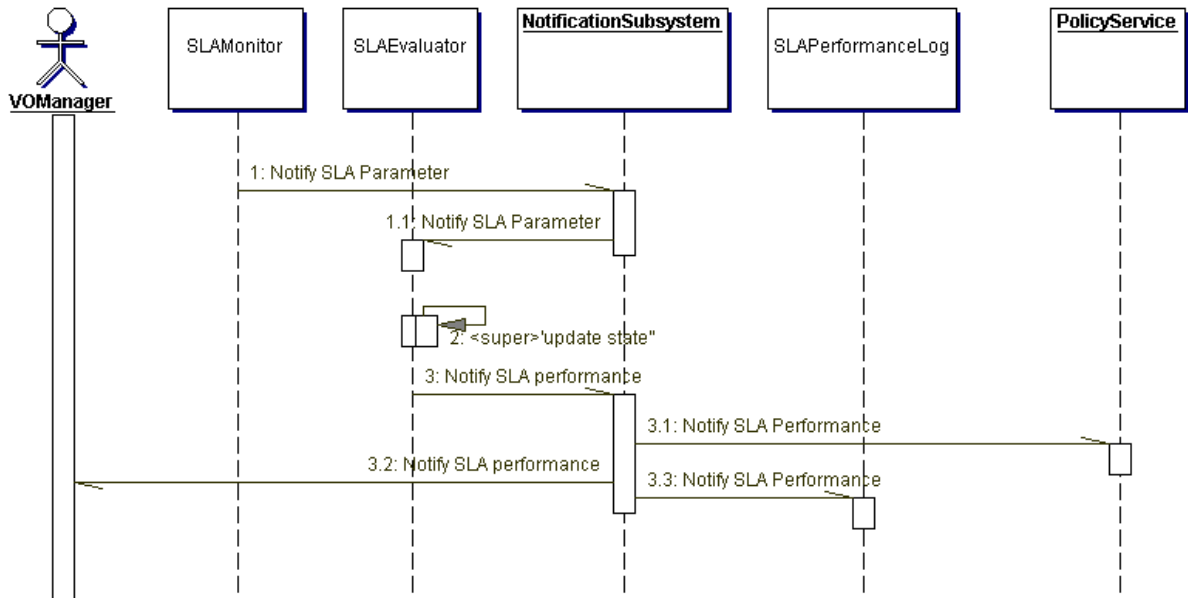 VOManager
SLAMonitor
SLAEvaluator
NotificationSubsystem
SLAPerformanceLog
PolicyService
1: Notify SLA Parameter
1.1: Notify SLA Parameter
2: <super>'update state"
3: Notify SLA performance
3.1: Notify SLA Performance
3.2: Notify SLA performance
3.3: Notify SLA Performance